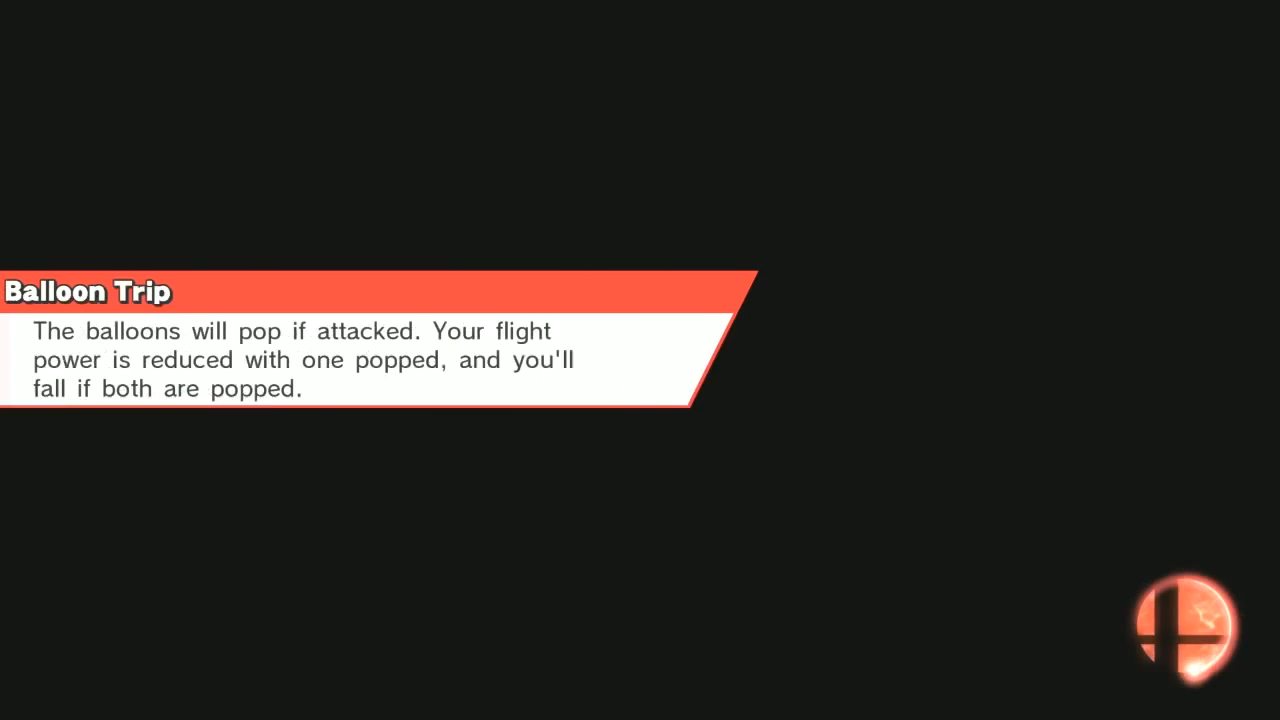 Balloon Trip
The balloons will pop if attacked. Your flight
power is reduced with one popped, and you'll
fall if both are popped.